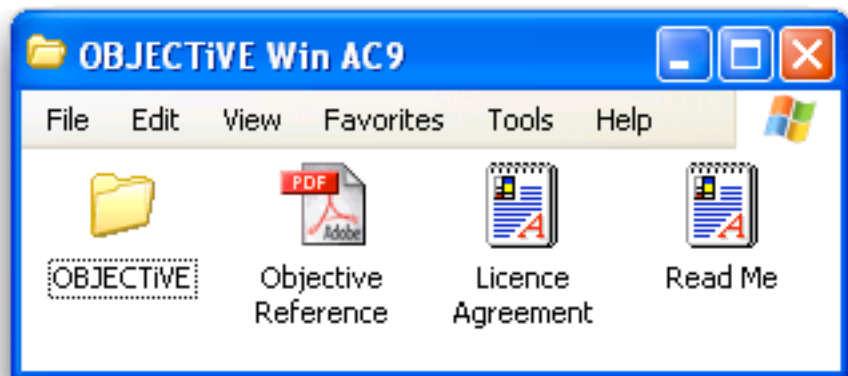 OBJECTiVE Win AC9
File Edit View Favorites Tools Help
PDF
Adobe
OBJECTiVE
Objective
Reference
Licence
Agreement
Read Me